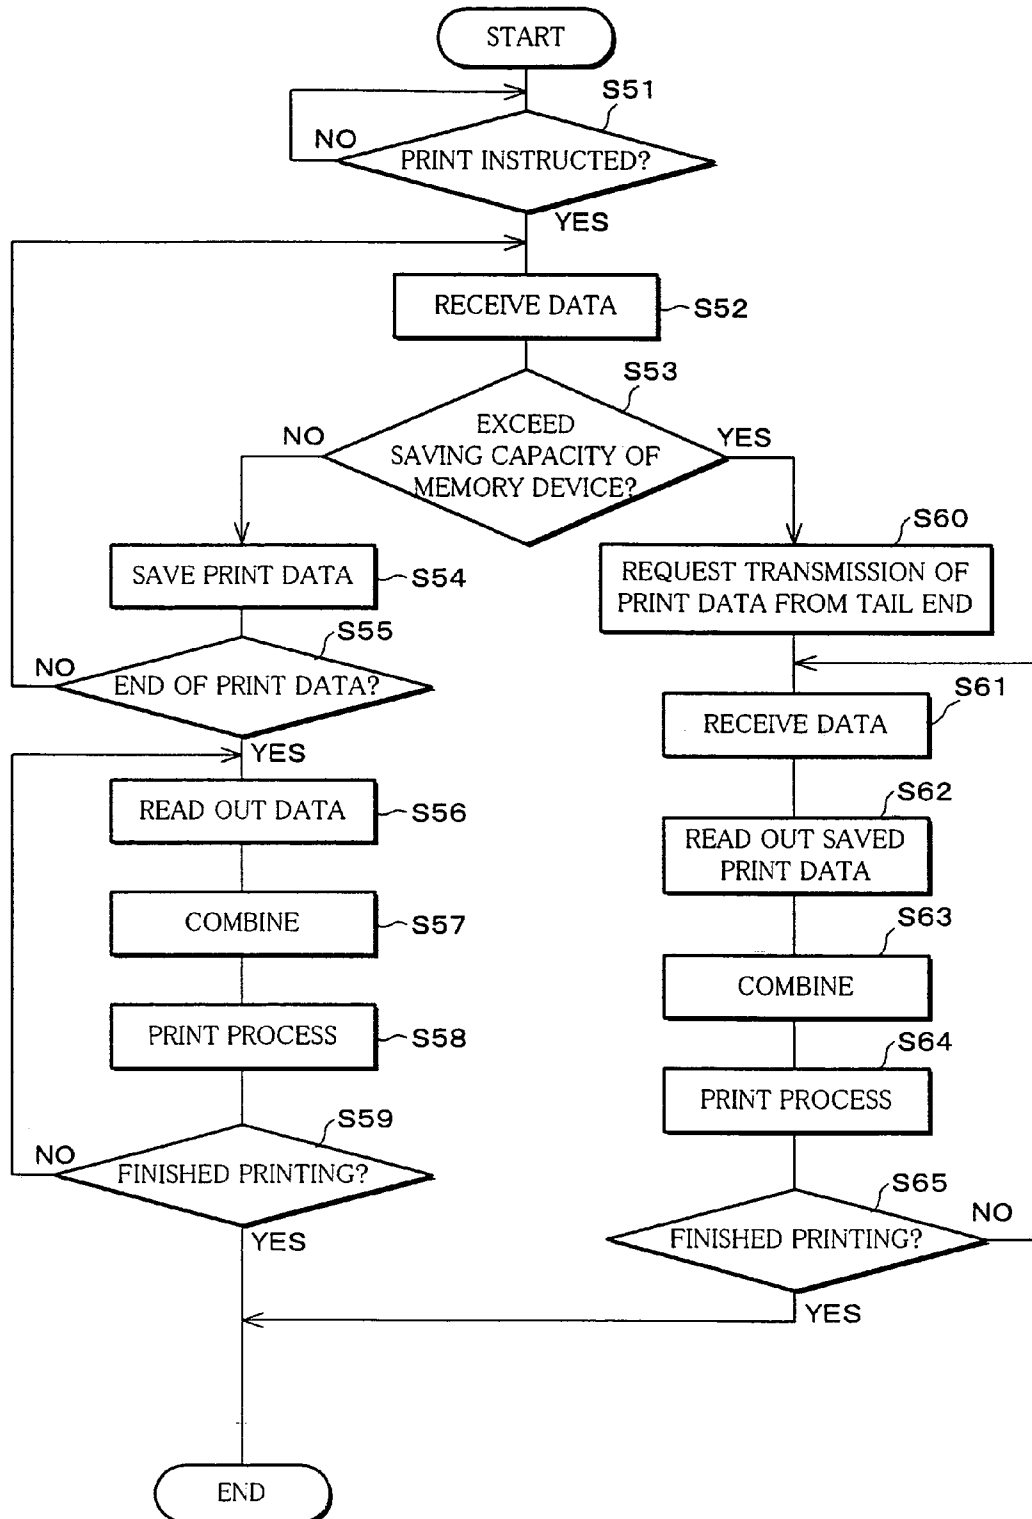 START
S51
NO
PRINT INSTRUCTED?
YES
RECEIVE DATA
S52
S53
NO
EXCEED
SAVING CAPACITY OF
MEMORY DEVICE?
YES
SAVE PRINT DATA
S54
S55
NO
END OF PRINT DATA?
YES
READ OUT DATA
S56
COMBINE
S57
PRINT PROCESS
S58
S59
NO
FINISHED PRINTING?
YES
S60
REQUEST TRANSMISSION OF
PRINT DATA FROM TAIL END
S61
RECEIVE DATA
S62
READ OUT SAVED
PRINT DATA
S63
COMBINE
S64
PRINT PROCESS
S65
FINISHED PRINTING?
NO
YES
END